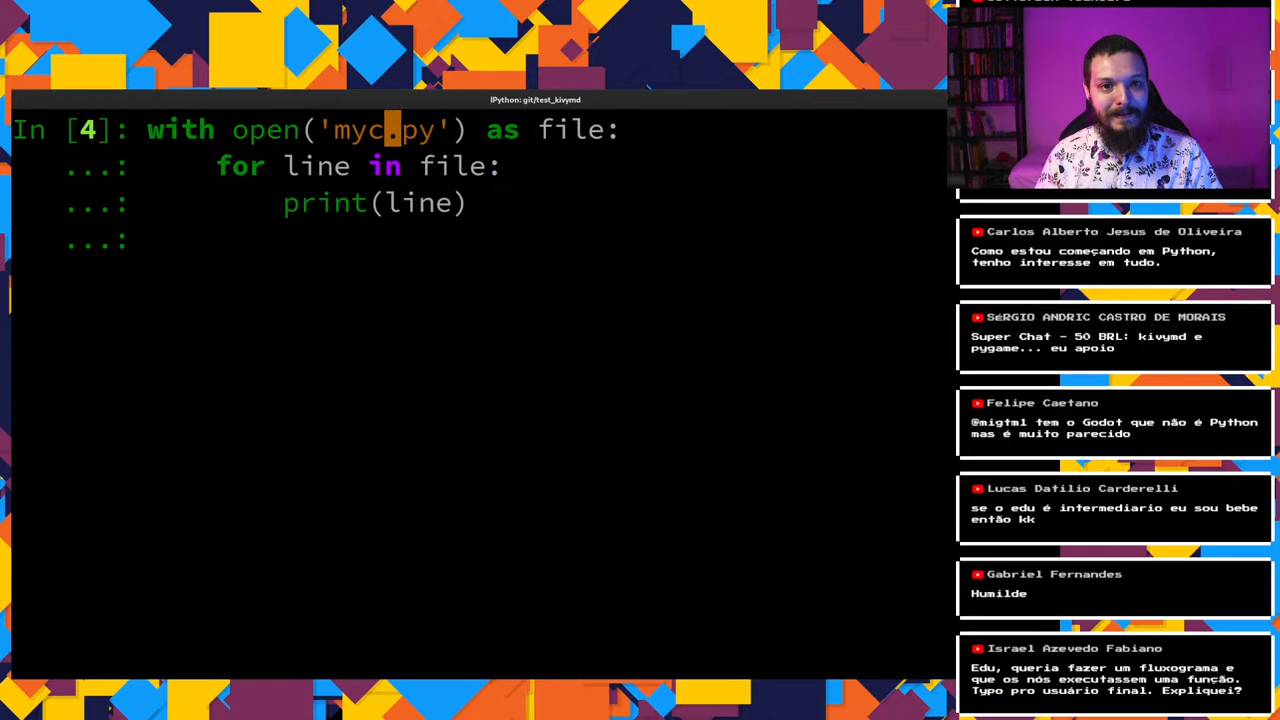 IPython: git/test_kivymd
In [4]: with open('myc.py') as file:
...: for line in file:
...: print(line)
...:
Carlos Alberto Jesus de Oliveira
Como estou começando em Python,
tenho interesse em tudo.
SéRGIO ANDRIC CASTRO DE MORAIS
Super Chat - 50 BRL: kivymd e
pygame... eu apoio
Felipe Caetano
@migtm1 tem o Godot que não é Python
mas é muito parecido
Lucas Datilio Carderelli
se o edu é intermediario eu sou bebe
então kk
Gabriel Fernandes
Humilde
Israel Azevedo Fabiano
Edu, queria fazer um fluxograma e
que os nós executassem uma função.
Typo pro usuário final. Expliquei?